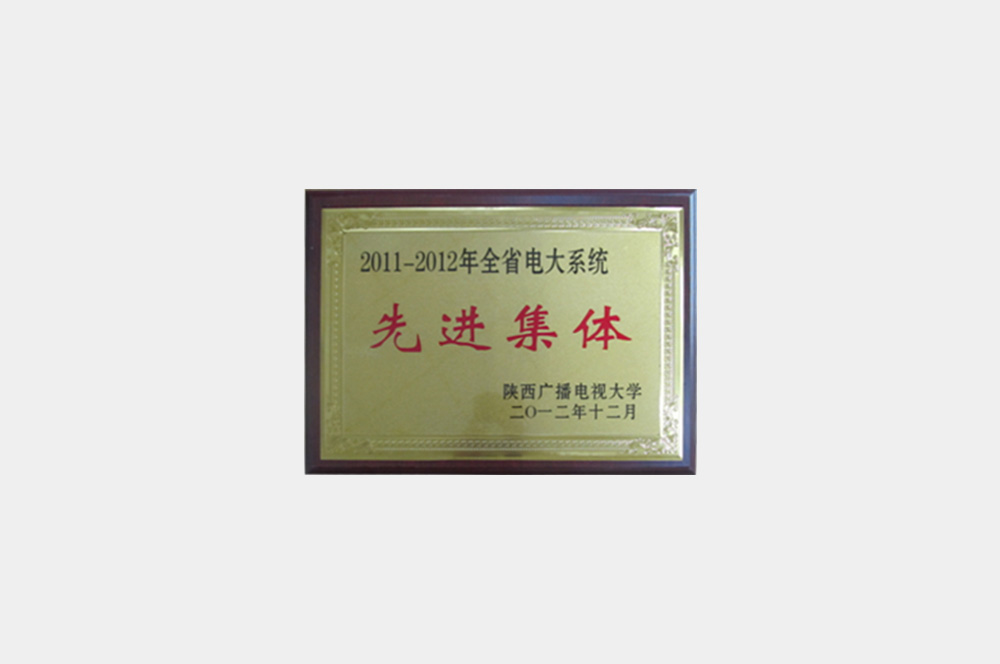 2011-2012年全省电大系统
先进集体
陕西广播电视大学
二〇一二年十二月